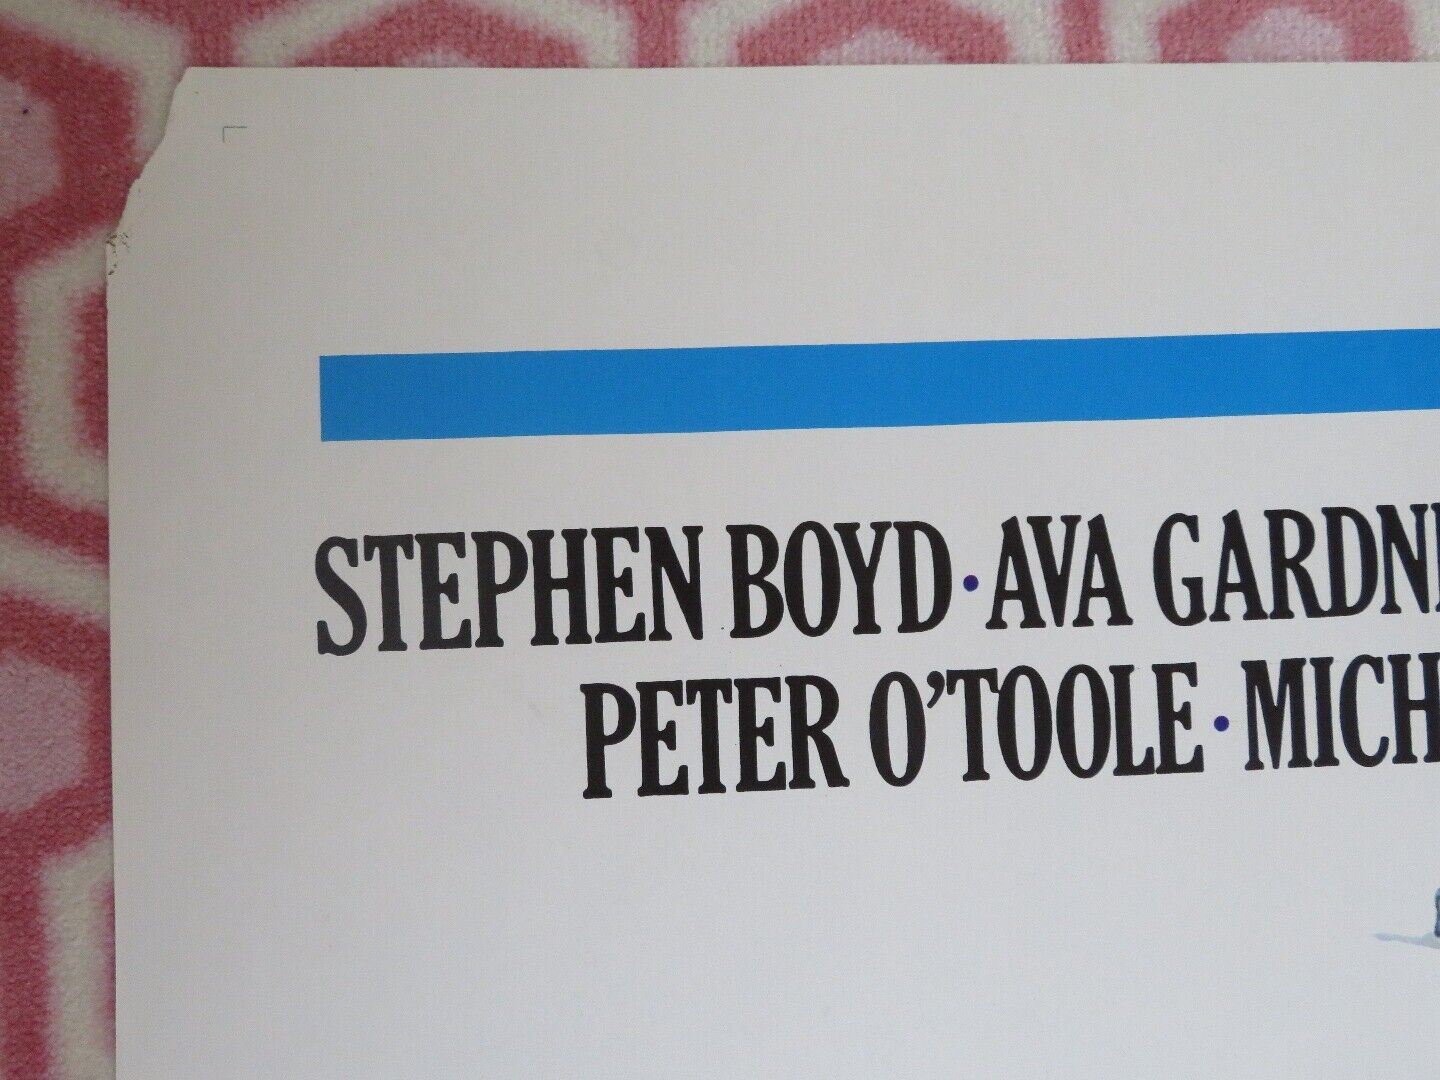 STEPHEN BOYD • AVA GARDN
PETER O'TOOLE • MICH